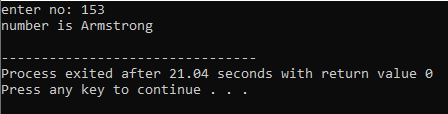 enter no: 153
number is Armstrong
--------------------------------
Process exited after 21.04 seconds with return value 0
Press any key to continue . . .